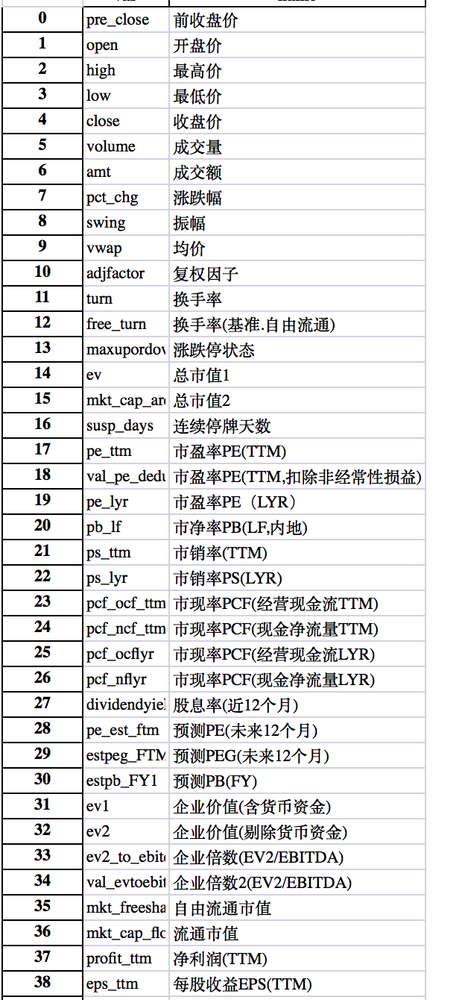 0 pre_close 前收盘价
1 open 开盘价
2 high 最高价
3 low 最低价
4 close 收盘价
5 volume 成交量
6 amt 成交额
7 pct_chg 涨跌幅
8 swing 振幅
9 vwap 均价
10 adjfactor 复权因子
11 turn 换手率
12 free_turn 换手率(基准.自由流通)
13 maxupordov 涨跌停状态
14 ev 总市值1
15 mkt_cap_ar 总市值2
16 susp_days 连续停牌天数
17 pe_ttm 市盈率PE(TTM)
18 val_pe_dedu 市盈率PE(TTM,扣除非经常性损益)
19 pe_lyr 市盈率PE（LYR）
20 pb_lf 市净率PB(LF,内地)
21 ps_ttm 市销率(TTM)
22 ps_lyr 市销率PS(LYR)
23 pcf_ocf_ttm 市现率PCF(经营现金流TTM)
24 pcf_ncf_ttm 市现率PCF(现金净流量TTM)
25 pcf_ocflyr 市现率PCF(经营现金流LYR)
26 pcf_nflyr 市现率PCF(现金净流量LYR)
27 dividendyiel 股息率(近12个月)
28 pe_est_ftm 预测PE(未来12个月)
29 estpeg_FTM 预测PEG(未来12个月)
30 estpb_FY1 预测PB(FY)
31 ev1 企业价值(含货币资金)
32 ev2 企业价值(剔除货币资金)
33 ev2_to_ebit 企业倍数(EV2/EBITDA)
34 val_evtoebit 企业倍数2(EV2/EBITDA)
35 mkt_freesha 自由流通市值
36 mkt_cap_flo 流通市值
37 profit_ttm 净利润(TTM)
38 eps_ttm 每股收益EPS(TTM)